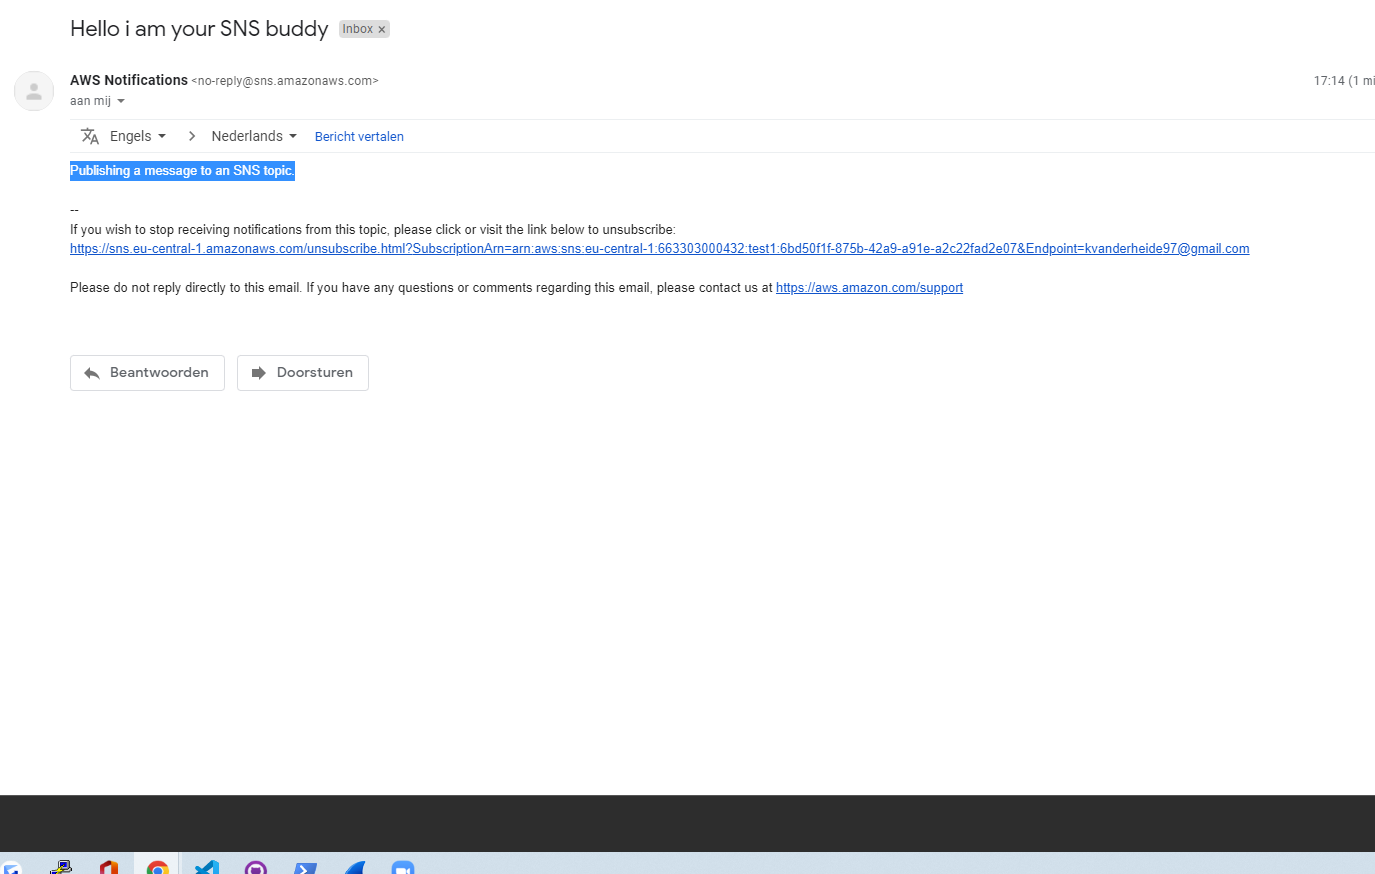 Hello i am your SNS buddy Inbox ×
AWS Notifications <no-reply@sns.amazonaws.com> 17:14 (1 mi
aan mij
Engels > Nederlands Bericht vertalen
Publishing a message to an SNS topic.
--
If you wish to stop receiving notifications from this topic, please click or visit the link below to unsubscribe:
https://sns.eu-central-1.amazonaws.com/unsubscribe.html?SubscriptionArn=arn:aws:sns:eu-central-1:663303000432:test1:6bd50f1f-875b-42a9-a91e-a2c22fad2e07&Endpoint=kvanderheide97@gmail.com
Please do not reply directly to this email. If you have any questions or comments regarding this email, please contact us at https://aws.amazon.com/support
Beantwoorden Doorsturen